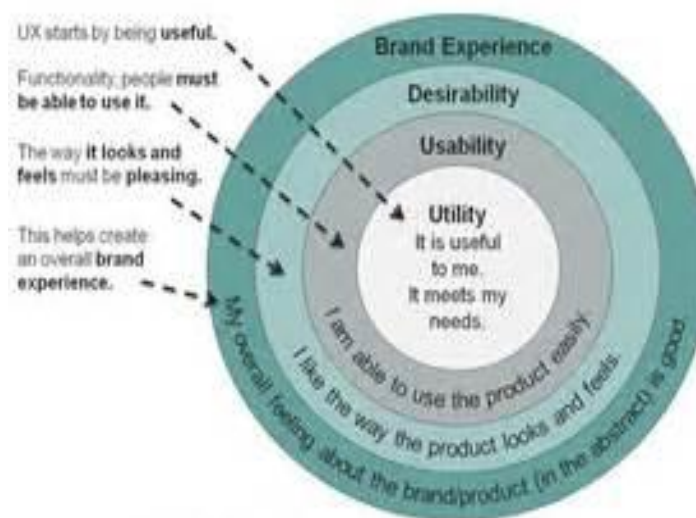 UX starts by being useful.
Functionality, people must
be able to use it.
The way it looks and
feels must be pleasing.
This helps create
an overall brand
experience.
Brand Experience
Desirability
Usability
Utility
It is useful
to me.
It meets my
needs.
I am able to use the product easily.
I like the way the product looks and feels.
My overall feeling about the brand/product (in the abstract) is good